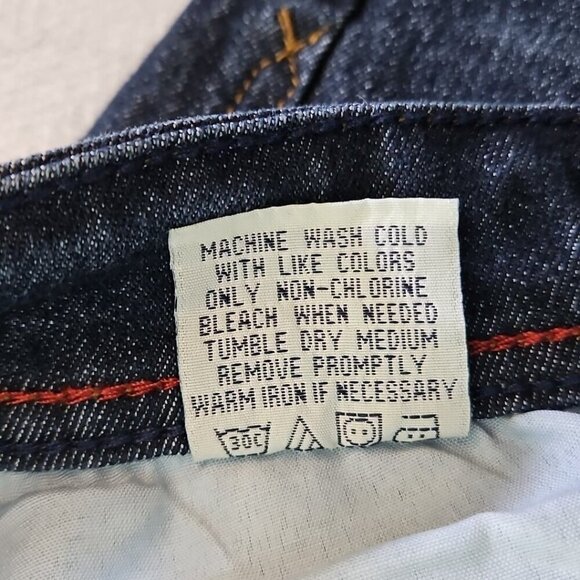 MACHINE WASH COLD
WITH LIKE COLORS
ONLY NON-CHLORINE
BLEACH WHEN NEEDED
TUMBLE DRY MEDIUM
REMOVE PROMPTLY
WARM IRON IF NECESSARY
30C